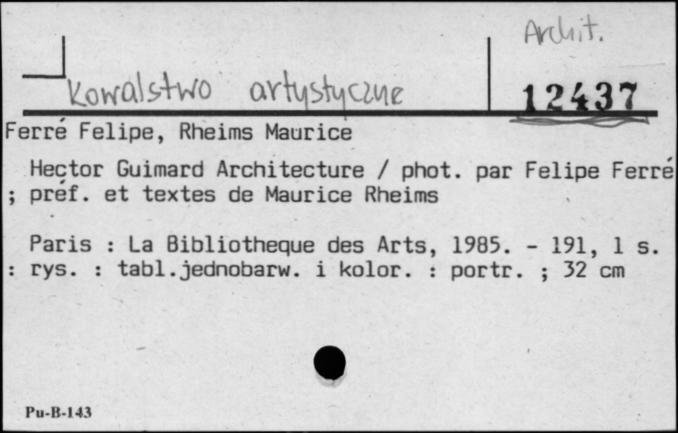 Archit.
Kowalstwo artystyczne
12437
Ferré Felipe, Rheims Maurice
Hector Guimard Architecture / phot. par Felipe Ferré
; préf. et textes de Maurice Rheims
Paris : La Bibliotheque des Arts, 1985. - 191, 1 s.
: rys. : tabl.jednobarw. i kolor. : portr. ; 32 cm
Pu-B-143